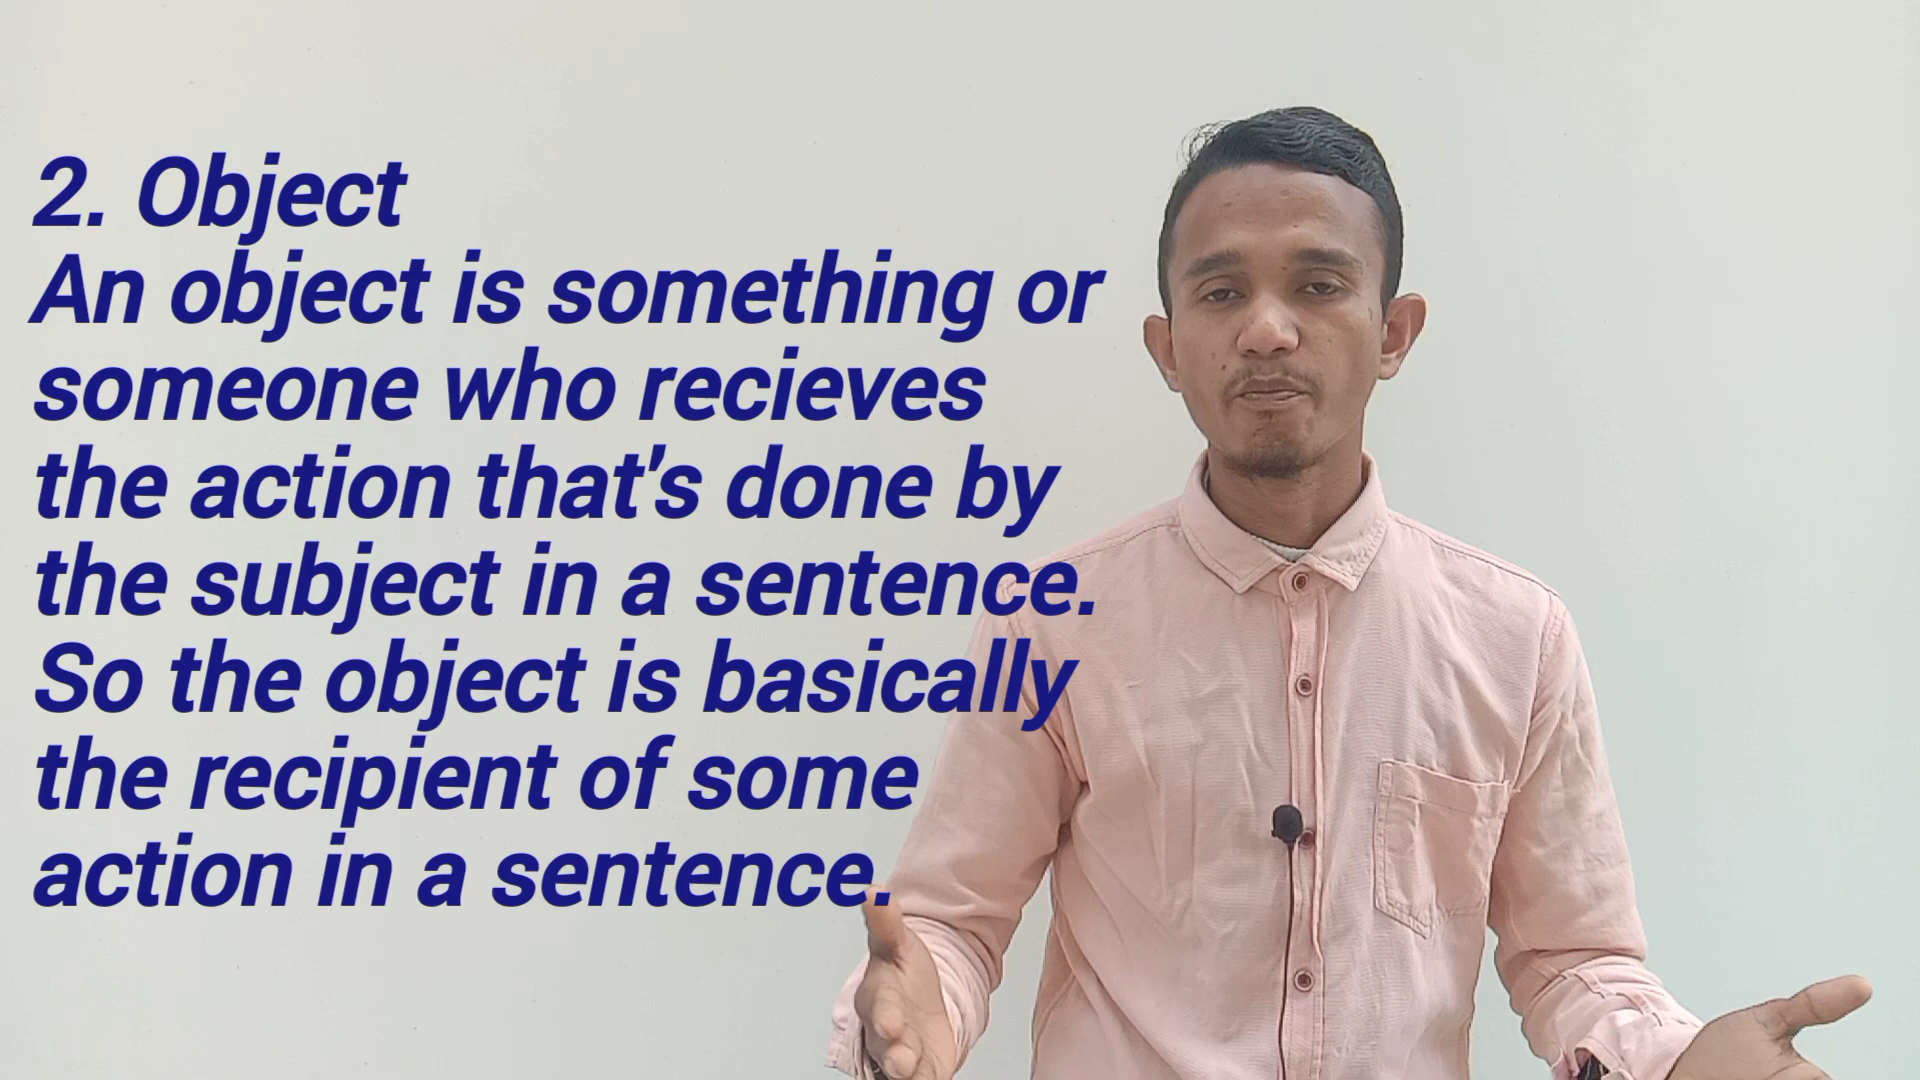 2. Object
An object is something or
someone who recieves
the action that's done by
the subject in a sentence.
So the object is basically
the recipient of some
action in a sentence.